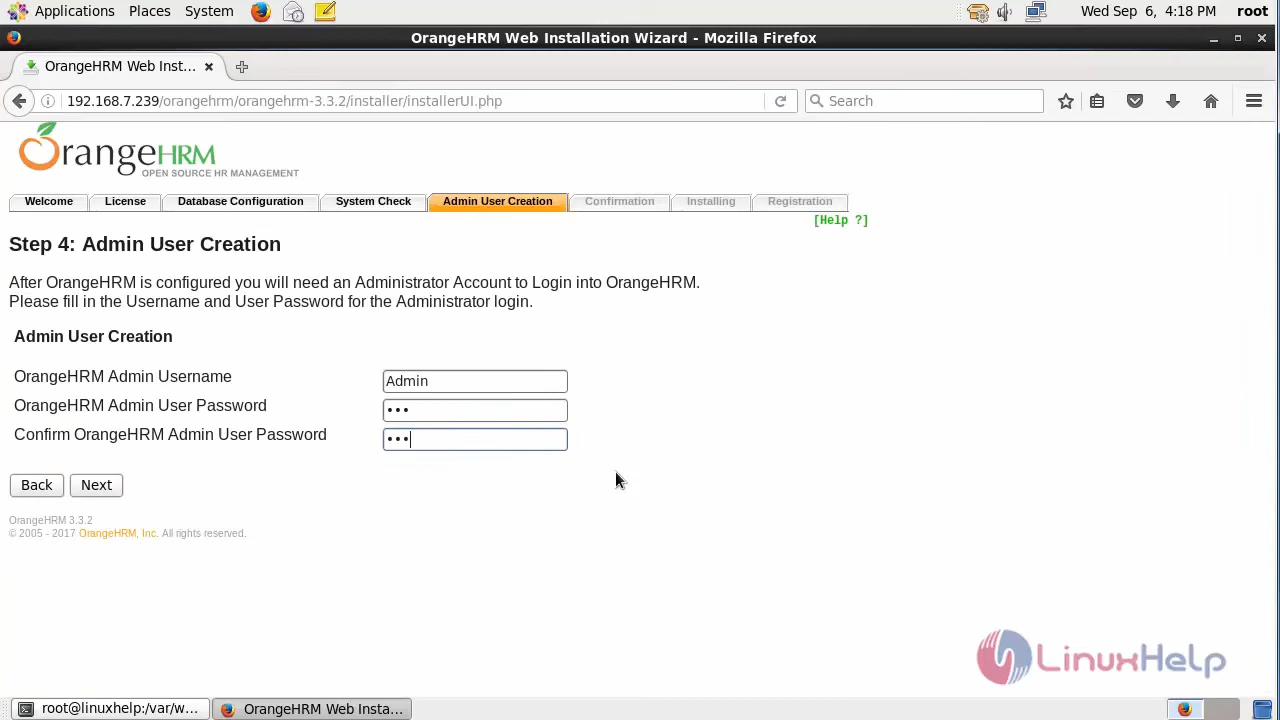 Applications Places System Wed Sep 6, 4:18 PM root
OrangeHRM Web Installation Wizard - Mozilla Firefox
OrangeHRM Web Inst...
192.168.7.239/orangehrm/orangehrm-3.3.2/installer/installerUI.php Search
OrangeHRM
OPEN SOURCE HR MANAGEMENT
Welcome License Database Configuration System Check Admin User Creation Confirmation Installing Registration
[Help ?]
Step 4: Admin User Creation
After OrangeHRM is configured you will need an Administrator Account to Login into OrangeHRM.
Please fill in the Username and User Password for the Administrator login.
Admin User Creation
OrangeHRM Admin Username Admin
OrangeHRM Admin User Password •••
Confirm OrangeHRM Admin User Password •••
Back Next
OrangeHRM 3.3.2
© 2005 - 2017 OrangeHRM, Inc. All rights reserved.
LinuxHelp
root@linuxhelp:/var/w... OrangeHRM Web Insta...